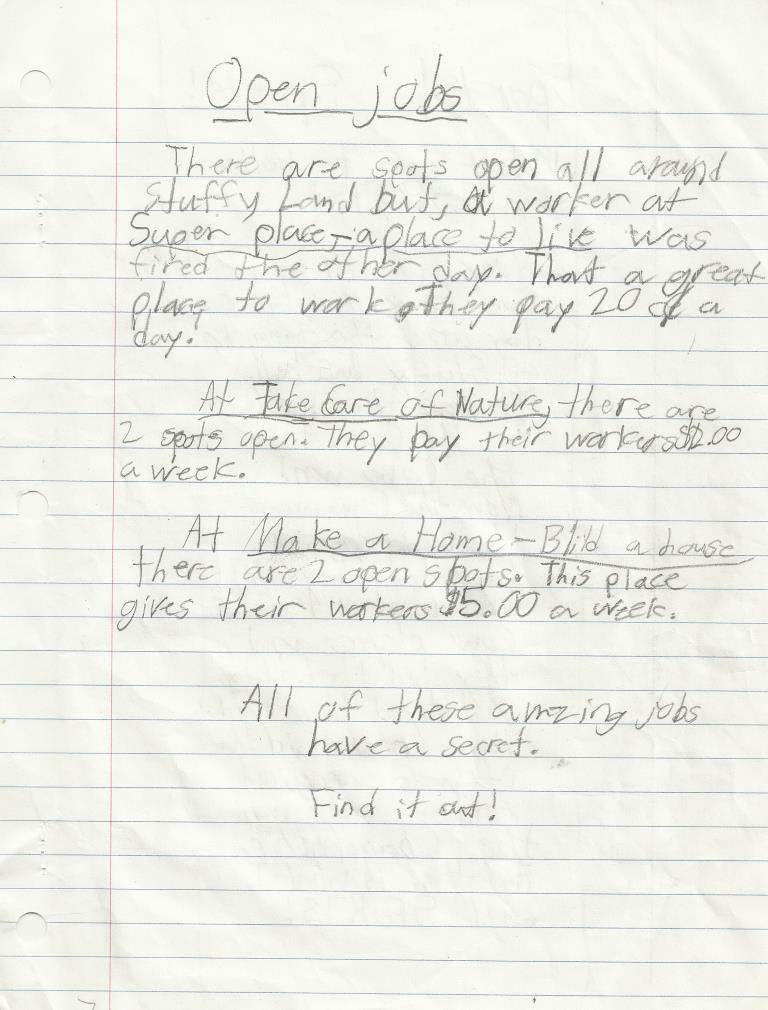 Open jobs
There are spots open all around
Stuffy Land but, a worker at
Super place-a place to live was
fired the other day. That a great
place to work. They pay 20 ¢ a
day.
At Take Care of Nature, there are
2 spots open. They pay their workers $2.00
a week.
At Make a Home-Biild a house
there are 2 open spots. This place
gives their workers $5.00 a week.
All of these amzing jobs
have a secret.
Find it out!